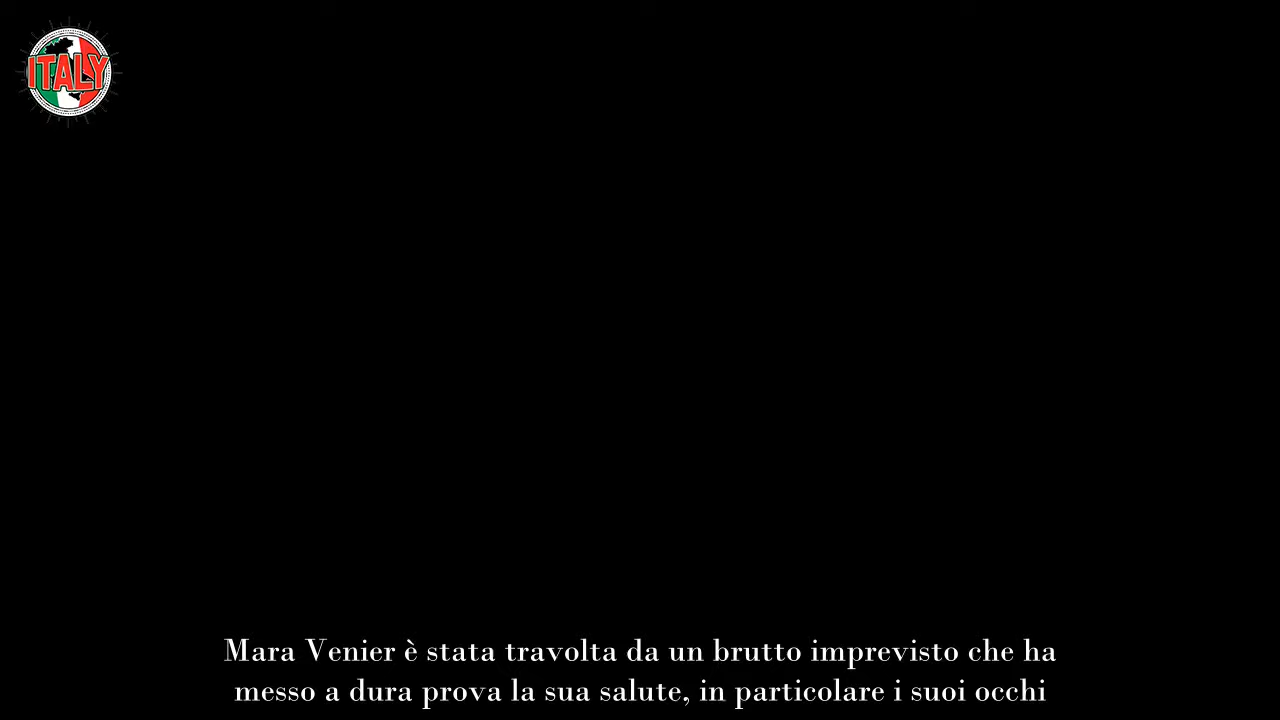 ITALY
Mara Venier è stata travolta da un brutto imprevisto che ha
messo a dura prova la sua salute, in particolare i suoi occhi